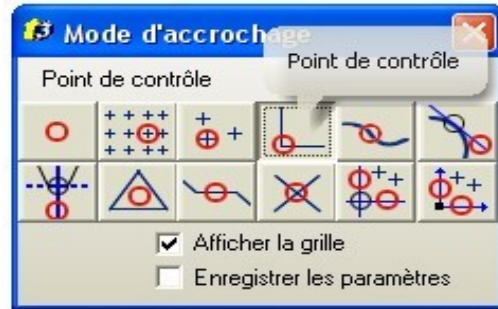 Mode d'accrochage
Point de contrôle
Point de contrôle
Afficher la grille
Enregistrer les paramètres